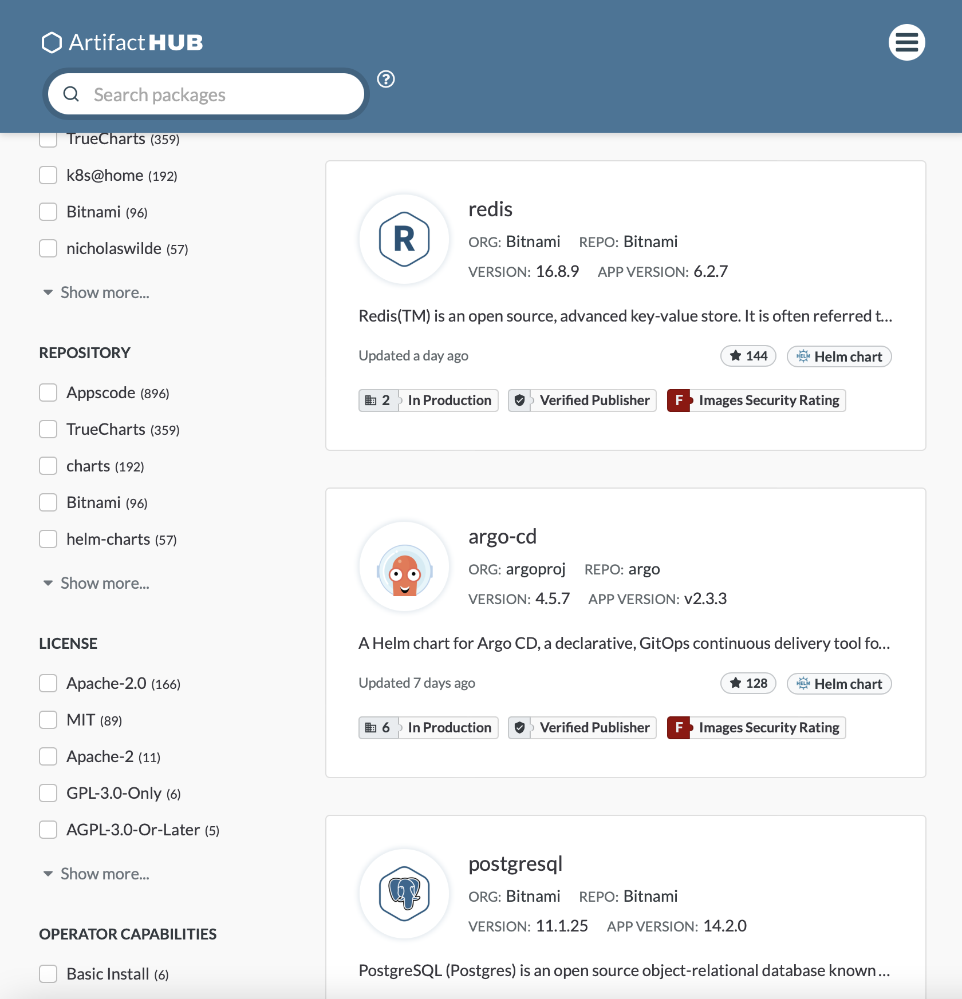 Artifact HUB
Search packages
TrueCharts (359)
k8s@home (192)
Bitnami (96)
nicholaswilde (57)
Show more...
REPOSITORY
Appscode (896)
TrueCharts (359)
charts (192)
Bitnami (96)
helm-charts (57)
Show more...
LICENSE
Apache-2.0 (166)
MIT (89)
Apache-2 (11)
GPL-3.0-Only (6)
AGPL-3.0-Or-Later (5)
Show more...
OPERATOR CAPABILITIES
Basic Install (6)
R
redis
ORG: Bitnami REPO: Bitnami
VERSION: 16.8.9 APP VERSION: 6.2.7
Redis(TM) is an open source, advanced key-value store. It is often referred t...
Updated a day ago
144 HELM Helm chart
2 In Production Verified Publisher F Images Security Rating
argo-cd
ORG: argoproj REPO: argo
VERSION: 4.5.7 APP VERSION: v2.3.3
A Helm chart for Argo CD, a declarative, GitOps continuous delivery tool fo...
Updated 7 days ago
128 HELM Helm chart
6 In Production Verified Publisher F Images Security Rating
postgresql
ORG: Bitnami REPO: Bitnami
VERSION: 11.1.25 APP VERSION: 14.2.0
PostgreSQL (Postgres) is an open source object-relational database known ...